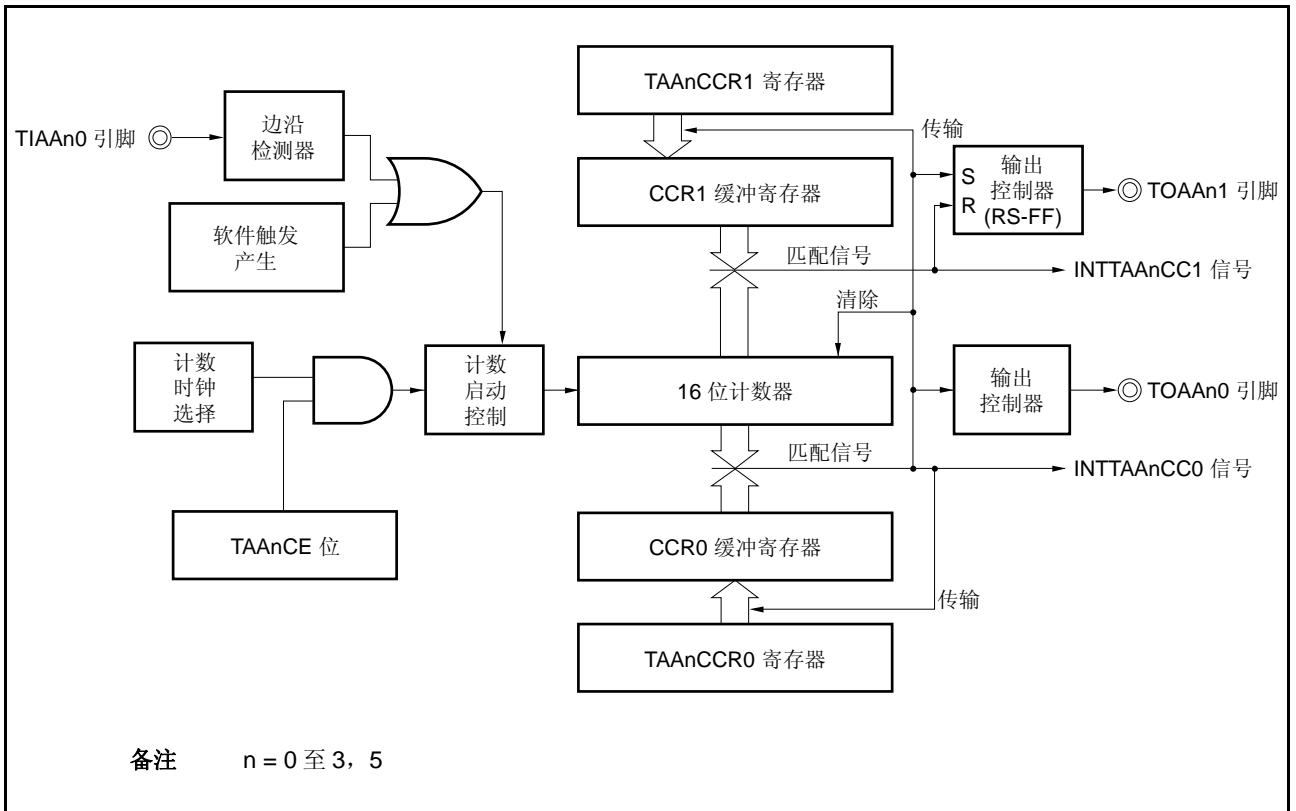 TAAnCCR1 寄存器
TIAAn0 引脚
边沿
检测器
传输
CCR1 缓冲寄存器
S
R
输出
控制器
(RS-FF)
TOAAn1 引脚
软件触发
产生
匹配信号
INTTAAnCC1 信号
清除
计数
时钟
选择
计数
启动
控制
16 位计数器
输出
控制器
TOAAn0 引脚
匹配信号
INTTAAnCC0 信号
TAAnCE 位
CCR0 缓冲寄存器
传输
TAAnCCR0 寄存器
备注 n = 0 至 3，5